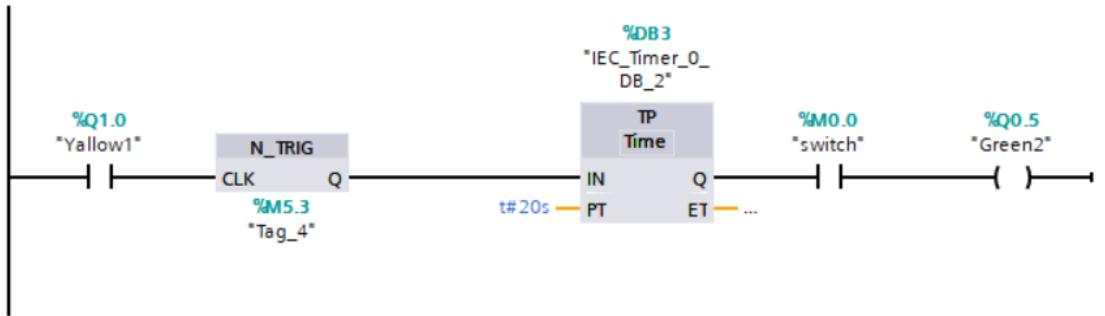 %DB3
"IEC_Timer_0_
DB_2"
%Q1.0
"Yallow1"
N_TRIG
CLK Q
%M5.3
"Tag_4"
TP
Time
IN Q
t#20s PT ET ...
%M0.0
"switch"
%Q0.5
"Green2"